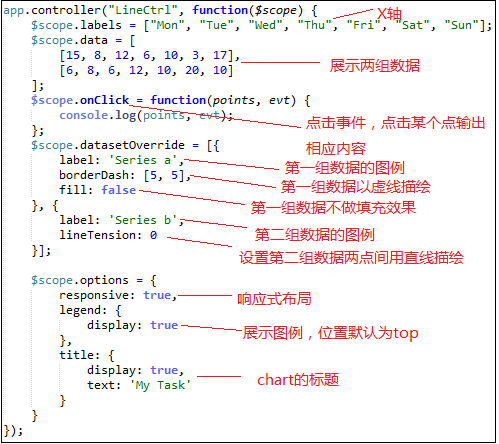 app.controller("LineCtrl", function($scope) {
X轴
$scope.labels = ["Mon", "Tue", "Wed", "Thu", "Fri", "Sat", "Sun"];
$scope.data = [
[15, 8, 12, 6, 10, 3, 17],
[6, 8, 6, 12, 10, 20, 10]
展示两组数据
];
$scope.onClick = function(points, evt) {
console.log(points, evt);
点击事件，点击某个点输出
};
相应内容
$scope.datasetOverride = [{
label: 'Series a',
第一组数据的图例
borderDash: [5, 5],
第一组数据以虚线描绘
fill: false
第一组数据不做填充效果
}, {
label: 'Series b',
第二组数据的图例
lineTension: 0
设置第二组数据两点间用直线描绘
}];
$scope.options = {
responsive: true,
响应式布局
legend: {
display: true
展示图例，位置默认为top
},
title: {
display: true,
chart的标题
text: 'My Task'
}
}
});